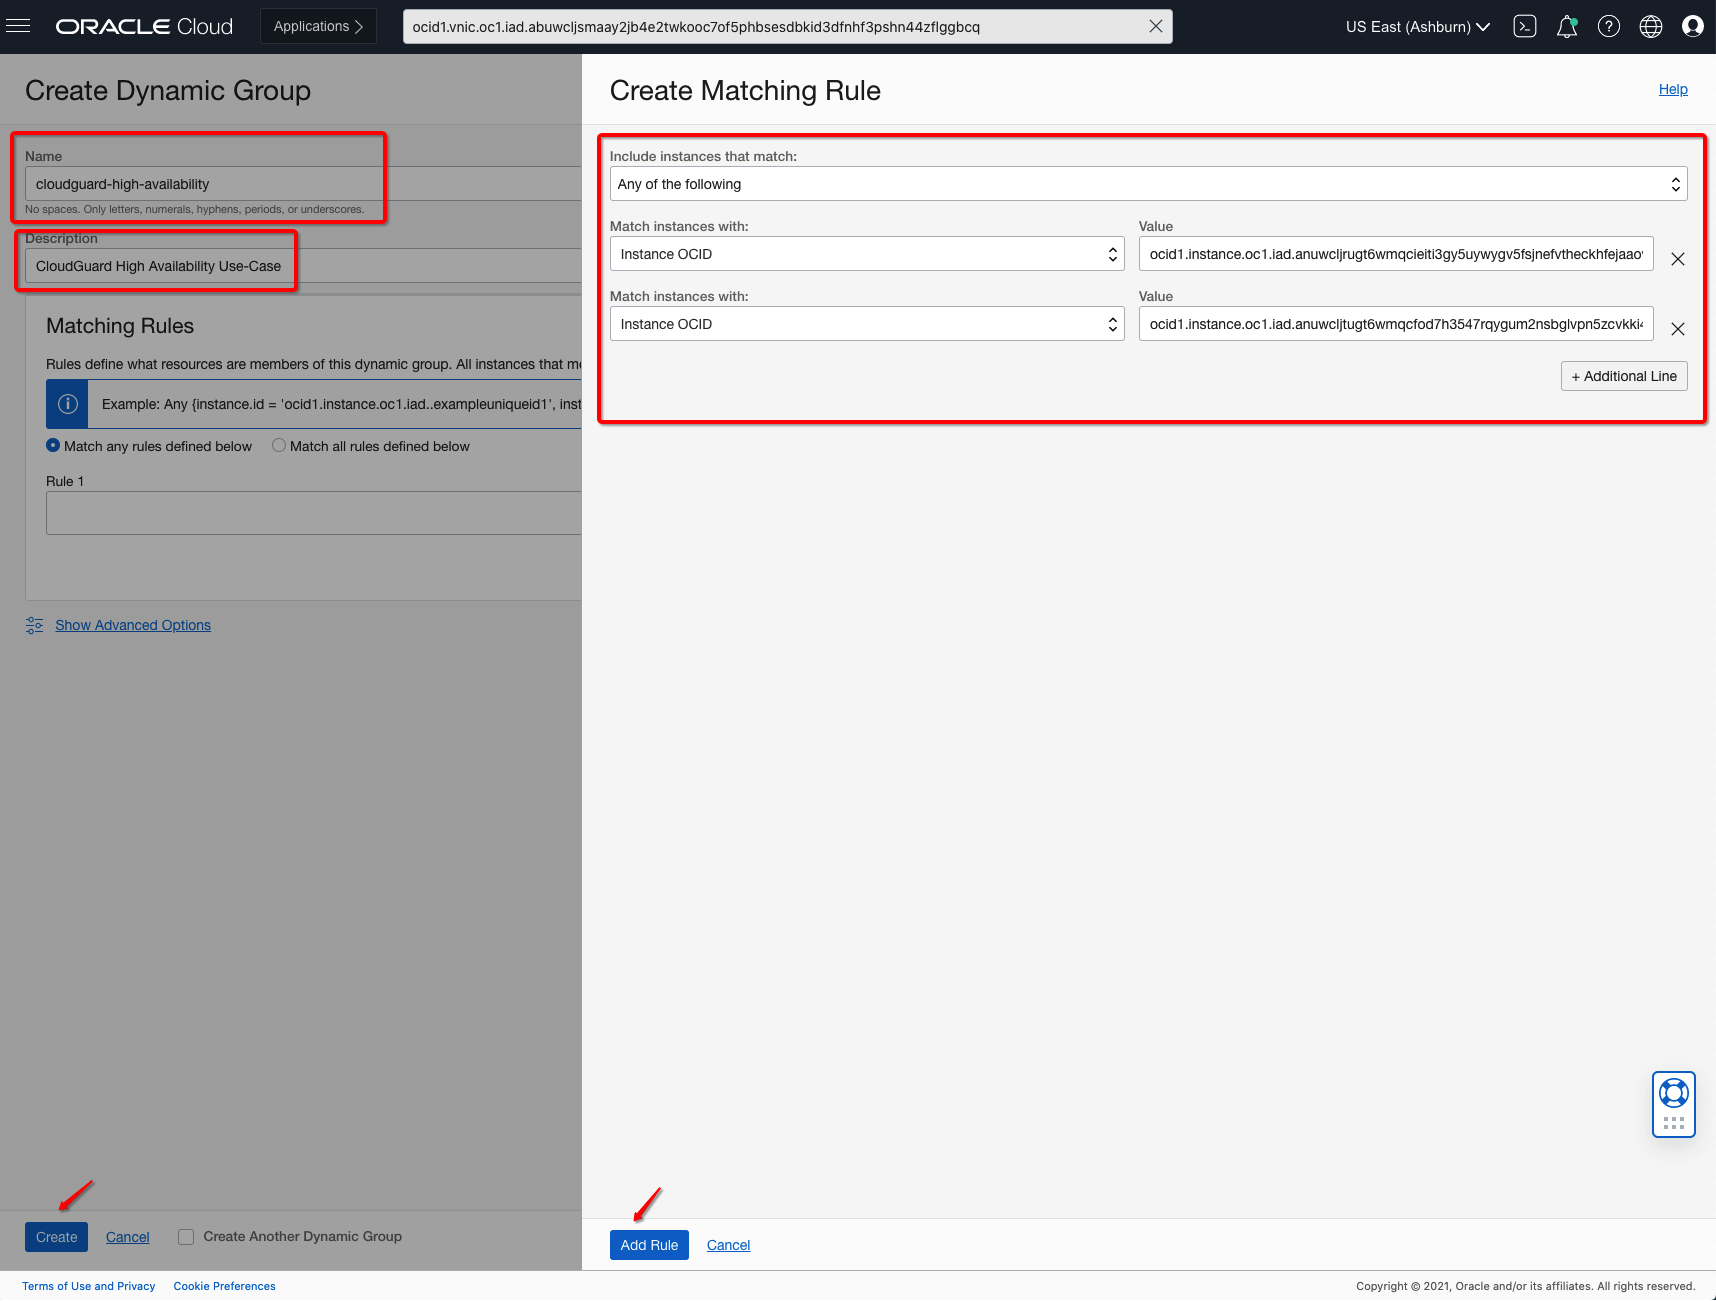 ORACLE Cloud
Applications
ocid1.vnic.oc1.iad.abuwcljsmaay2jb4e2twkooc7of5phbsesdbkid3dfnhf3pshn44zflggbcq
US East (Ashburn)
Create Dynamic Group
Name
cloudguard-high-availability
No spaces. Only letters, numerals, hyphens, periods, or underscores.
Description
CloudGuard High Availability Use-Case
Matching Rules
Rules define what resources are members of this dynamic group. All instances that me
Example: Any {instance.id = 'ocid1.instance.oc1.iad..exampleuniqueid1', inst
Match any rules defined below
Match all rules defined below
Rule 1
Show Advanced Options
Create
Cancel
Create Another Dynamic Group
Create Matching Rule
Help
Include instances that match:
Any of the following
Match instances with:
Value
Instance OCID
ocid1.instance.oc1.iad.anuwcljrugt6wmqcieiti3gy5uywygv5fsjnefvtheckhfejaao
Match instances with:
Value
Instance OCID
ocid1.instance.oc1.iad.anuwcljtugt6wmqcfod7h3547rqygum2nsbglvpn5zcvkki4
+ Additional Line
Add Rule
Cancel
Terms of Use and Privacy
Cookie Preferences
Copyright © 2021, Oracle and/or its affiliates. All rights reserved.